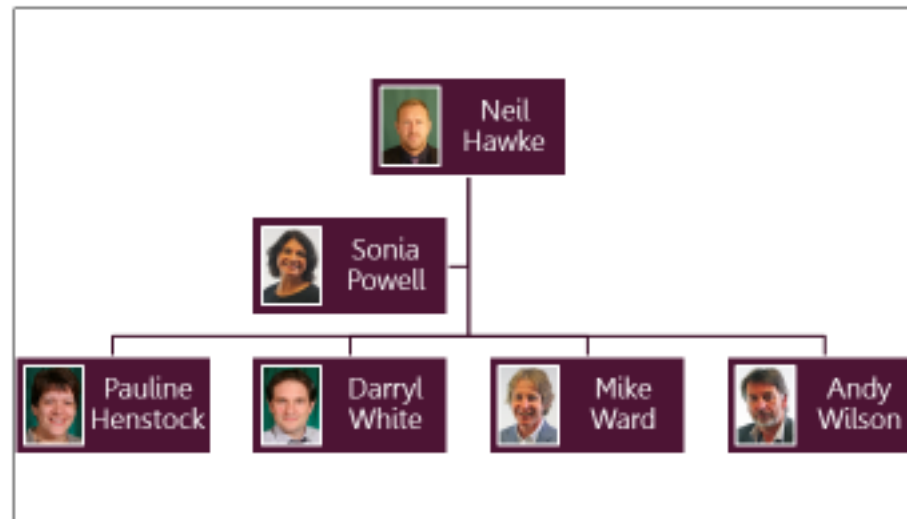 Neil
Hawke
Sonia
Powell
Pauline
Henstock
Darryl
White
Mike
Ward
Andy
Wilson